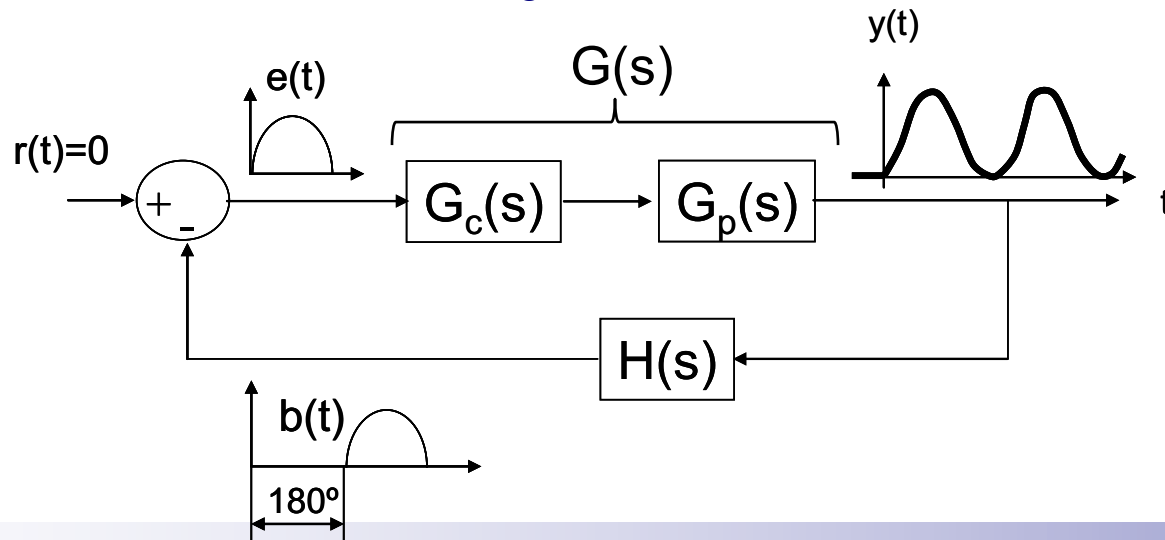 y(t)
G(s)
e(t)
r(t)=0
+
-
Gc(s)
Gp(s)
t
H(s)
b(t)
180º